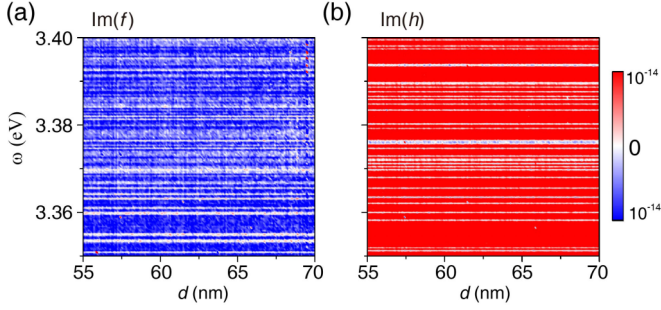 (a) Im(f)
3.40
3.38
3.36
ω (eV)
55 60 65 70
d (nm)
(b) Im(h)
55 60 65 70
d (nm)
10⁻¹⁴
0
10⁻¹⁴